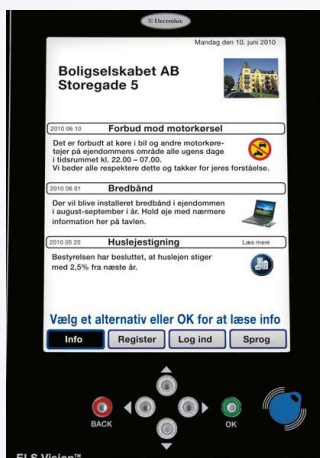 Electrolux
Mandag den 10. juni 2010
Boligselskabet AB
Storegade 5
2010 06 10 Forbud mod motorkørsel
Det er forbudt at køre i bil og andre motorkøre-
tøjer på ejendommens område alle ugens dage
i tidsrummet kl. 22.00 – 07.00.
Vi beder alle respektere dette og takker for jeres forståelse.
2010 06 01 Bredbånd
Der vil blive installeret bredbånd i ejendommen
i august-september i år. Hold øje med nærmere
information her på tavlen.
2010 05 25 Huslejestigning Læs mere
Bestyrelsen har besluttet, at huslejen stiger
med 2,5% fra næste år.
Vælg et alternativ eller OK for at læse info
Info Register Log ind Sprog
BACK OK
ELS Vision™